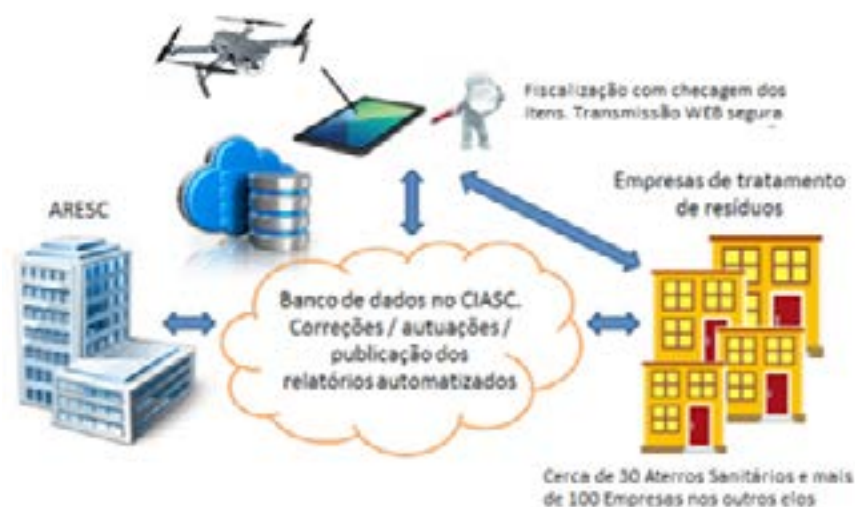 Fiscalização com checagem dos
itens. Transmissão WEB segura
Empresas de tratamento
de resíduos
ARESC
Banco de dados no CIASC.
Correções / autuações /
publicação dos
relatórios automatizados
Cerca de 30 Aterros Sanitários e mais
de 100 Empresas nos outros elos